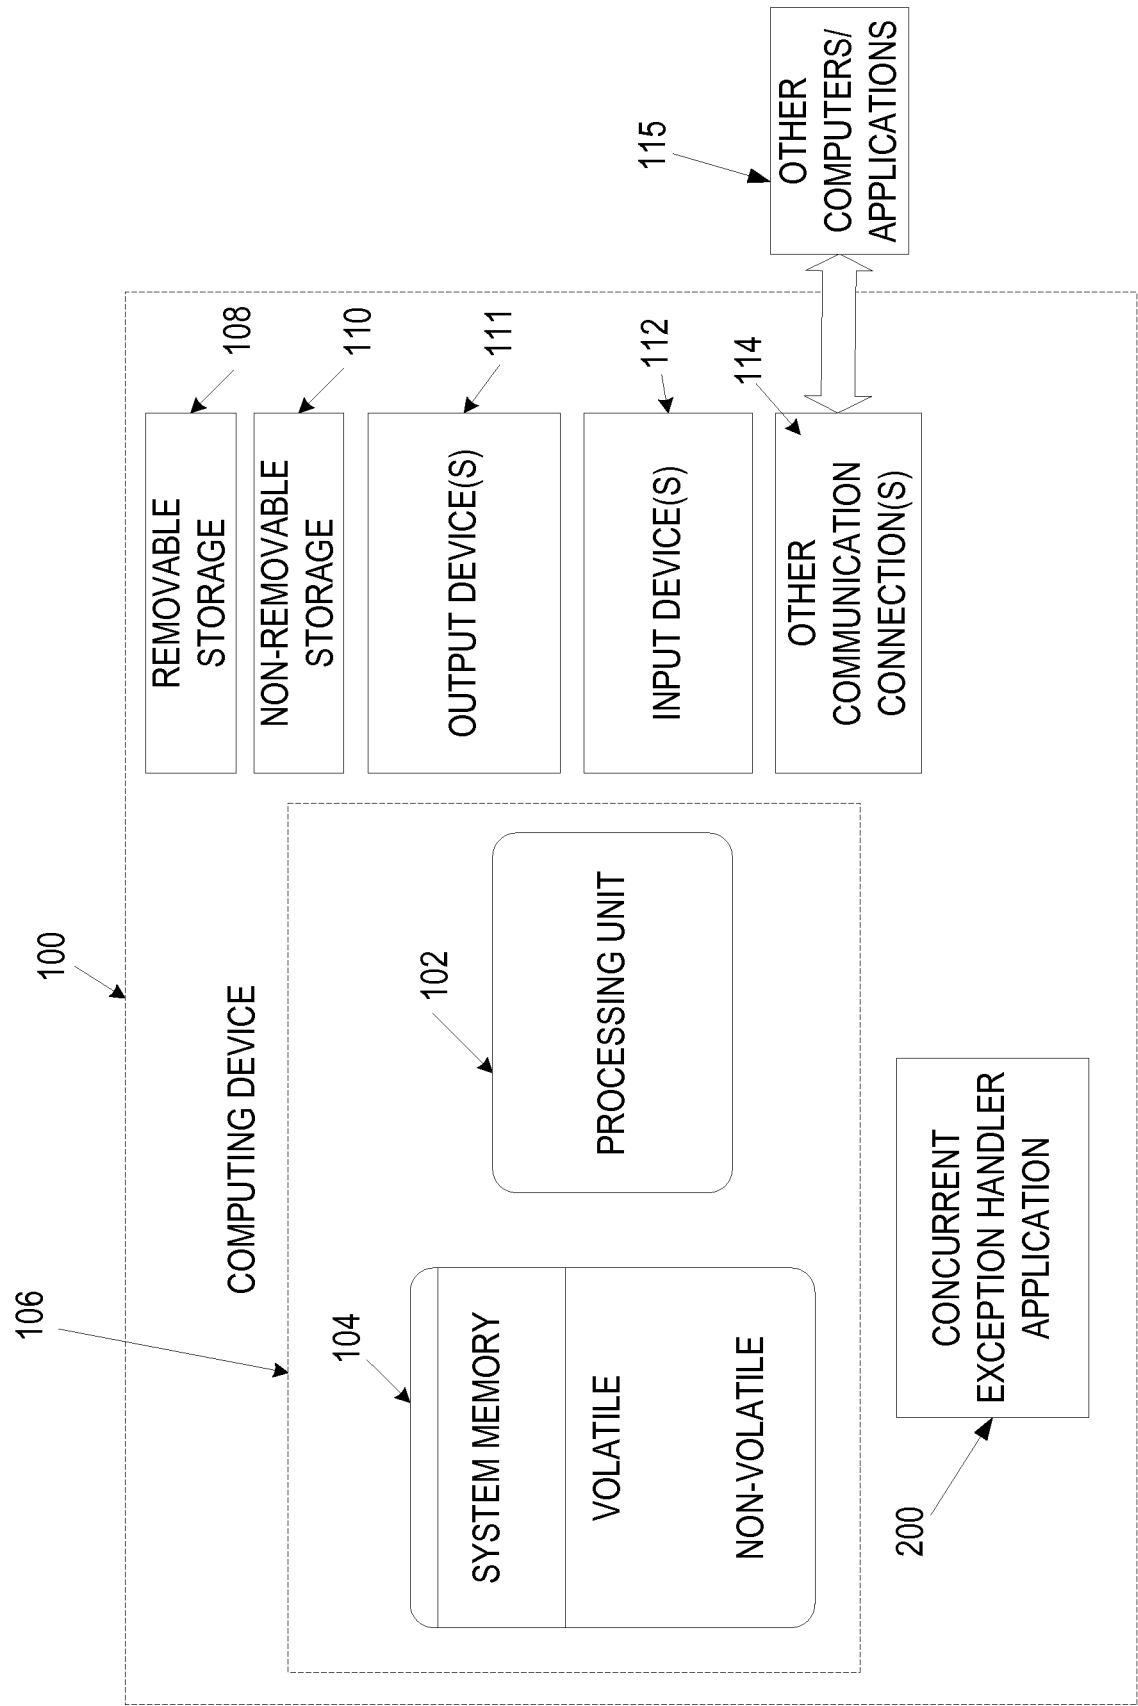 100
106
COMPUTING DEVICE
104
SYSTEM MEMORY
VOLATILE
NON-VOLATILE
102
PROCESSING UNIT
200
CONCURRENT
EXCEPTION HANDLER
APPLICATION
REMOVABLE
STORAGE
108
NON-REMOVABLE
STORAGE
110
OUTPUT DEVICE(S)
111
INPUT DEVICE(S)
112
OTHER
COMMUNICATION
CONNECTION(S)
114
115
OTHER
COMPUTERS/
APPLICATIONS